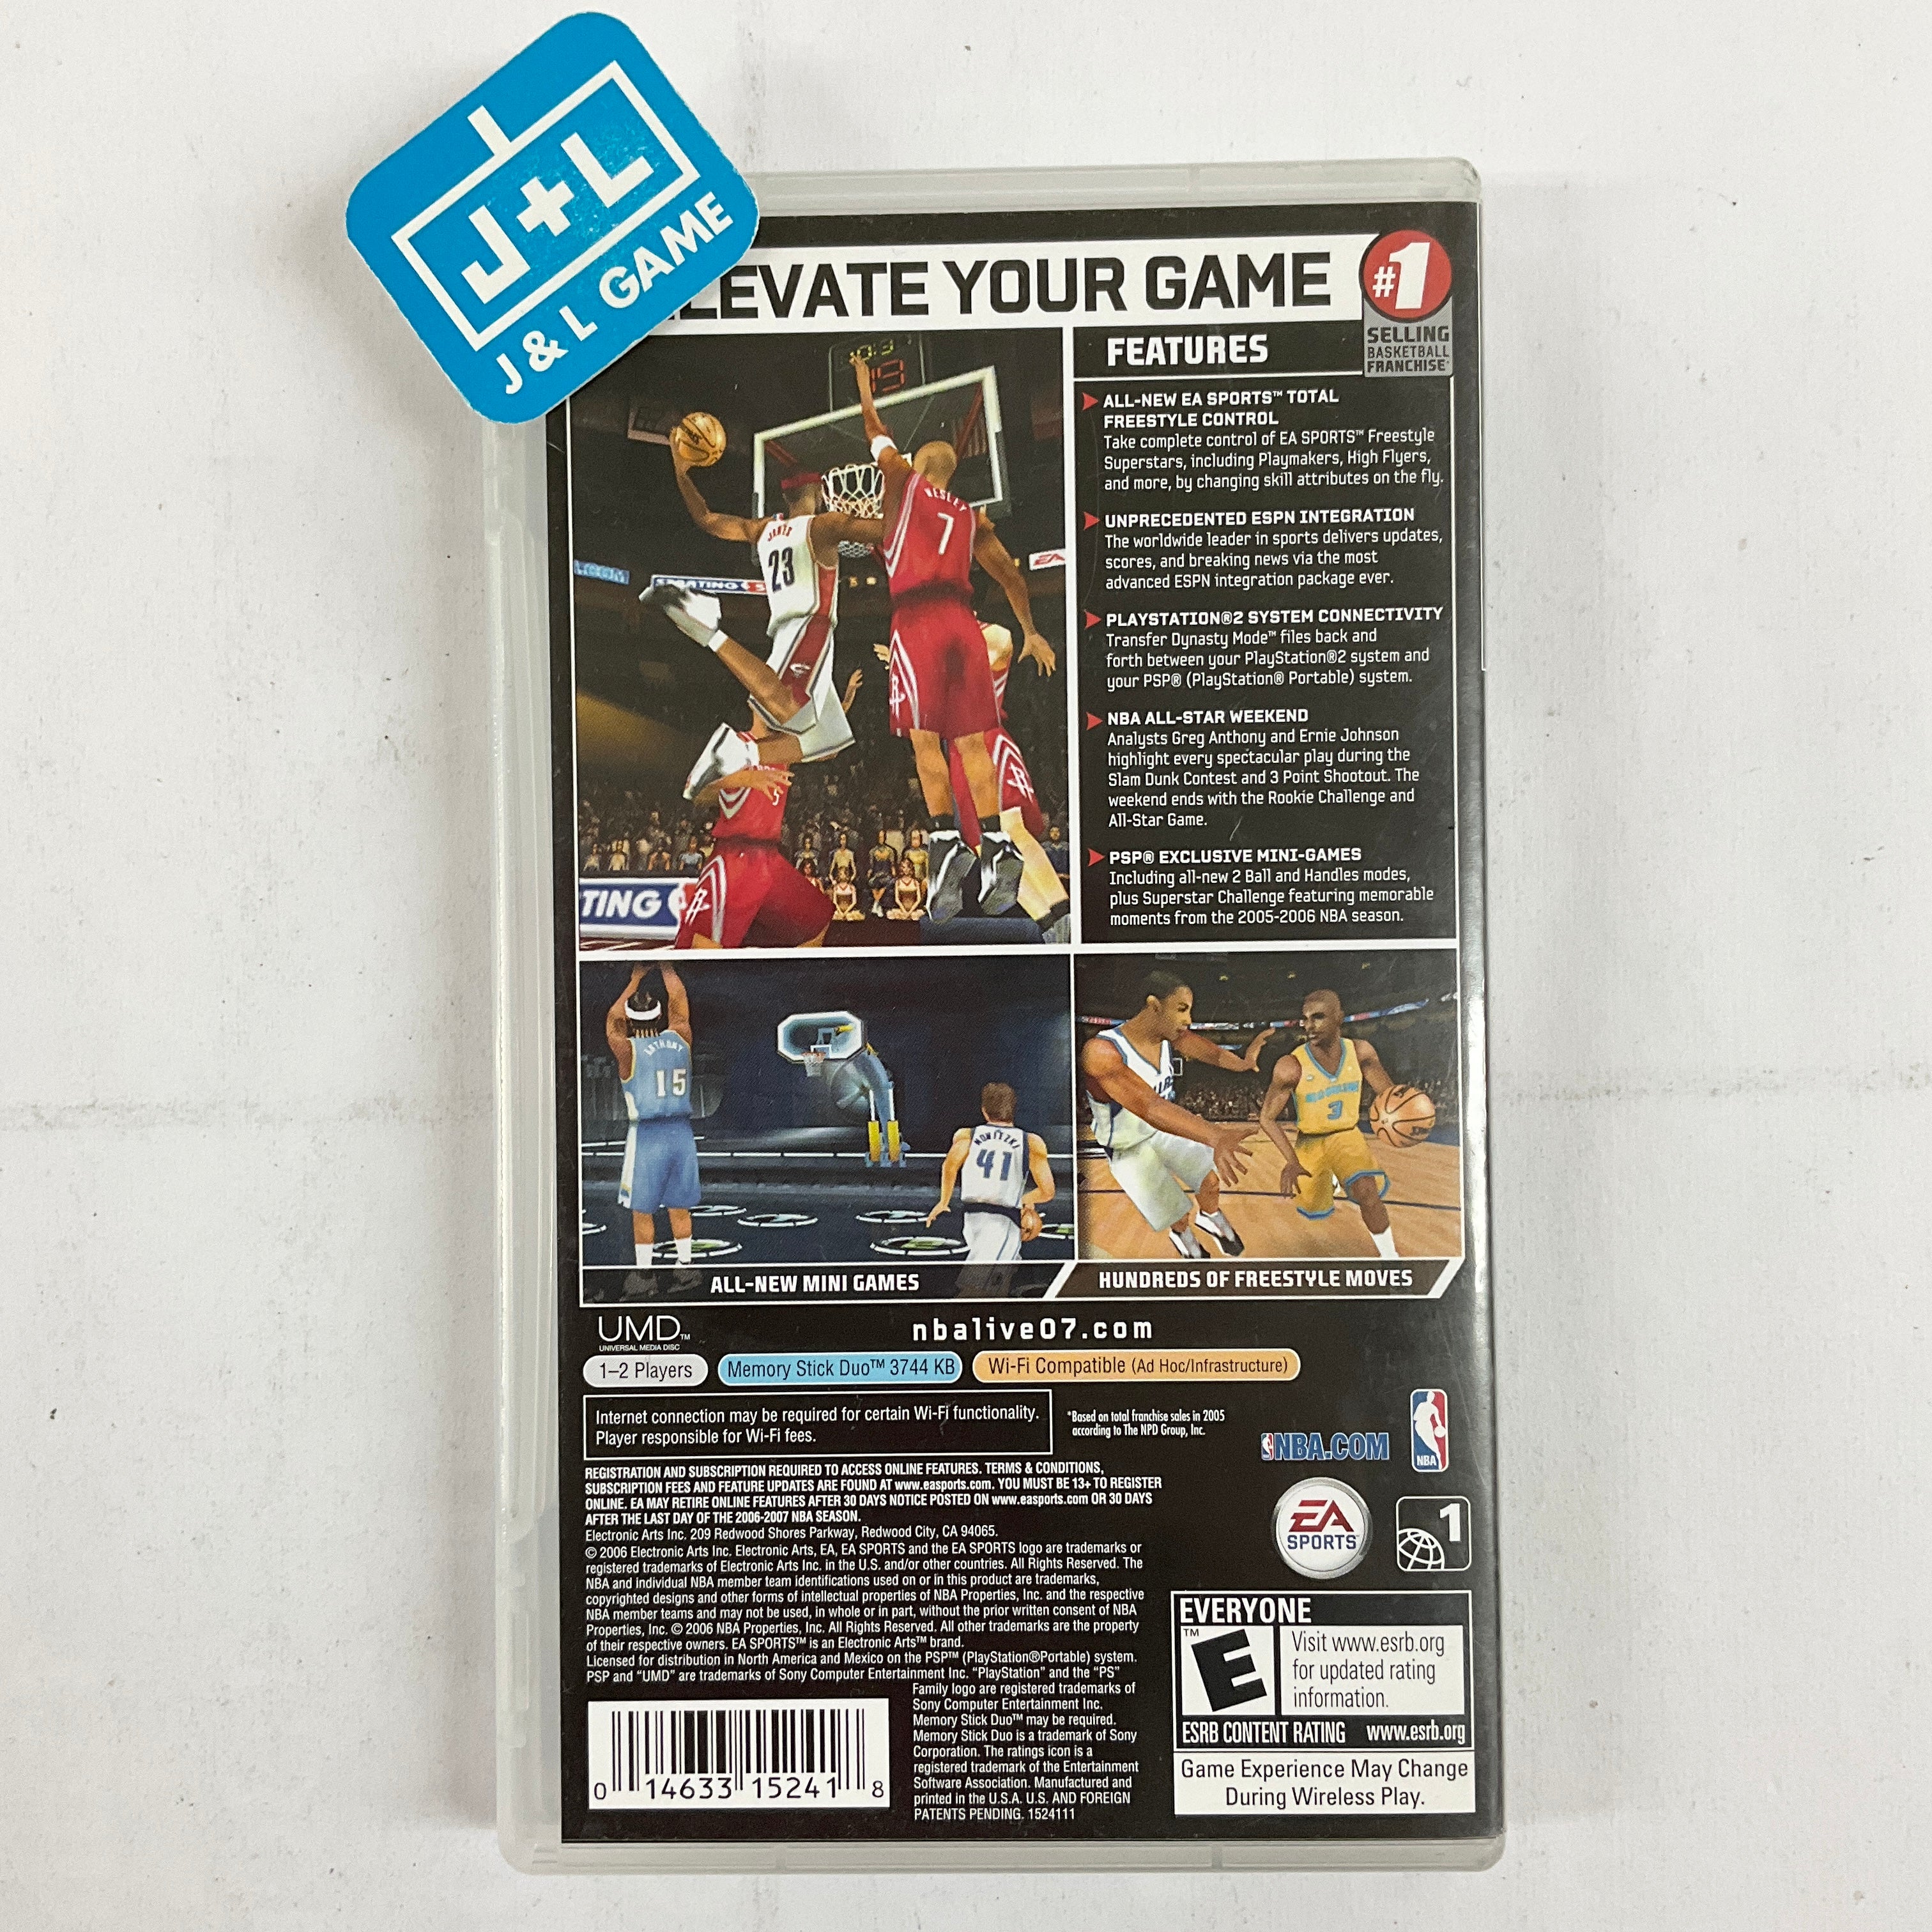 J+L
J & L GAME
LEVATE YOUR GAME
#1
SELLING
BASKETBALL
FRANCHISE*
FEATURES
ALL-NEW EA SPORTS™ TOTAL
FREESTYLE CONTROL
Take complete control of EA SPORTS™ Freestyle
Superstars, including Playmakers, High Flyers,
and more, by changing skill attributes on the fly.
UNPRECEDENTED ESPN INTEGRATION
The worldwide leader in sports delivers updates,
scores, and breaking news via the most
advanced ESPN integration package ever.
PLAYSTATION®2 SYSTEM CONNECTIVITY
Transfer Dynasty Mode™ files back and
forth between your PlayStation®2 system and
your PSP® (PlayStation® Portable) system.
NBA ALL-STAR WEEKEND
Analysts Greg Anthony and Ernie Johnson
highlight every spectacular play during the
Slam Dunk Contest and 3 Point Shootout. The
weekend ends with the Rookie Challenge and
All-Star Game.
PSP® EXCLUSIVE MINI-GAMES
Including all-new 2 Ball and Handles modes,
plus Superstar Challenge featuring memorable
moments from the 2005-2006 NBA season.
JAMES
23
WESLEY
7
EA
.COM
SPORTING
5
TING
ANTHONY
15
NOWITZKI
41
3
ALL-NEW MINI GAMES
HUNDREDS OF FREESTYLE MOVES
UMD™
UNIVERSAL MEDIA DISC
nbalive07.com
1–2 Players
Memory Stick Duo™ 3744 KB
Wi-Fi Compatible (Ad Hoc/Infrastructure)
Internet connection may be required for certain Wi-Fi functionality.
Player responsible for Wi-Fi fees.
*Based on total franchise sales in 2005
according to The NPD Group, Inc.
NBA.COM
NBA
REGISTRATION AND SUBSCRIPTION REQUIRED TO ACCESS ONLINE FEATURES. TERMS & CONDITIONS,
SUBSCRIPTION FEES AND FEATURE UPDATES ARE FOUND AT www.easports.com. YOU MUST BE 13+ TO REGISTER
ONLINE. EA MAY RETIRE ONLINE FEATURES AFTER 30 DAYS NOTICE POSTED ON www.easports.com OR 30 DAYS
AFTER THE LAST DAY OF THE 2006-2007 NBA SEASON.
Electronic Arts Inc. 209 Redwood Shores Parkway, Redwood City, CA 94065.
© 2006 Electronic Arts Inc. Electronic Arts, EA, EA SPORTS and the EA SPORTS logo are trademarks or
registered trademarks of Electronic Arts Inc. in the U.S. and/or other countries. All Rights Reserved. The
NBA and individual NBA member team identifications used on or in this product are trademarks,
copyrighted designs and other forms of intellectual properties of NBA Properties, Inc. and the respective
NBA member teams and may not be used, in whole or in part, without the prior written consent of NBA
Properties, Inc. © 2006 NBA Properties, Inc. All Rights Reserved. All other trademarks are the property
of their respective owners. EA SPORTS™ is an Electronic Arts™ brand.
Licensed for distribution in North America and Mexico on the PSP™ (PlayStation®Portable) system.
PSP and “UMD” are trademarks of Sony Computer Entertainment Inc. “PlayStation” and the “PS”
Family logo are registered trademarks of
Sony Computer Entertainment Inc.
Memory Stick Duo™ may be required.
Memory Stick Duo is a trademark of Sony
Corporation. The ratings icon is a
registered trademark of the Entertainment
Software Association. Manufactured and
printed in the U.S.A. U.S. AND FOREIGN
PATENTS PENDING. 1524111
0 14633 15241 8
EA
SPORTS
1
EVERYONE
E™
Visit www.esrb.org
for updated rating
information.
ESRB CONTENT RATING www.esrb.org
Game Experience May Change
During Wireless Play.